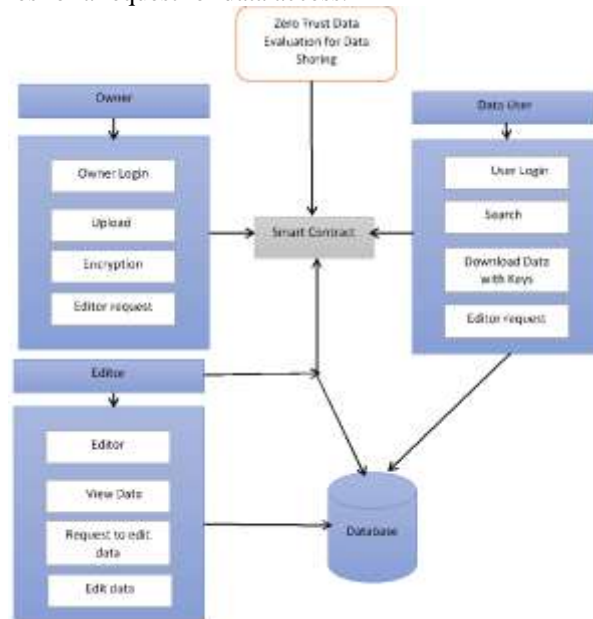 Zero Trust Data
Evaluation for Data
Sharing
Owner
Data User
Owner Login
Upload
Encryption
Editor request
Smart Contract
User Login
Search
Download Data
with Keys
Editor request
Editor
Editor
View Data
Request to edit
data
Edit data
Database